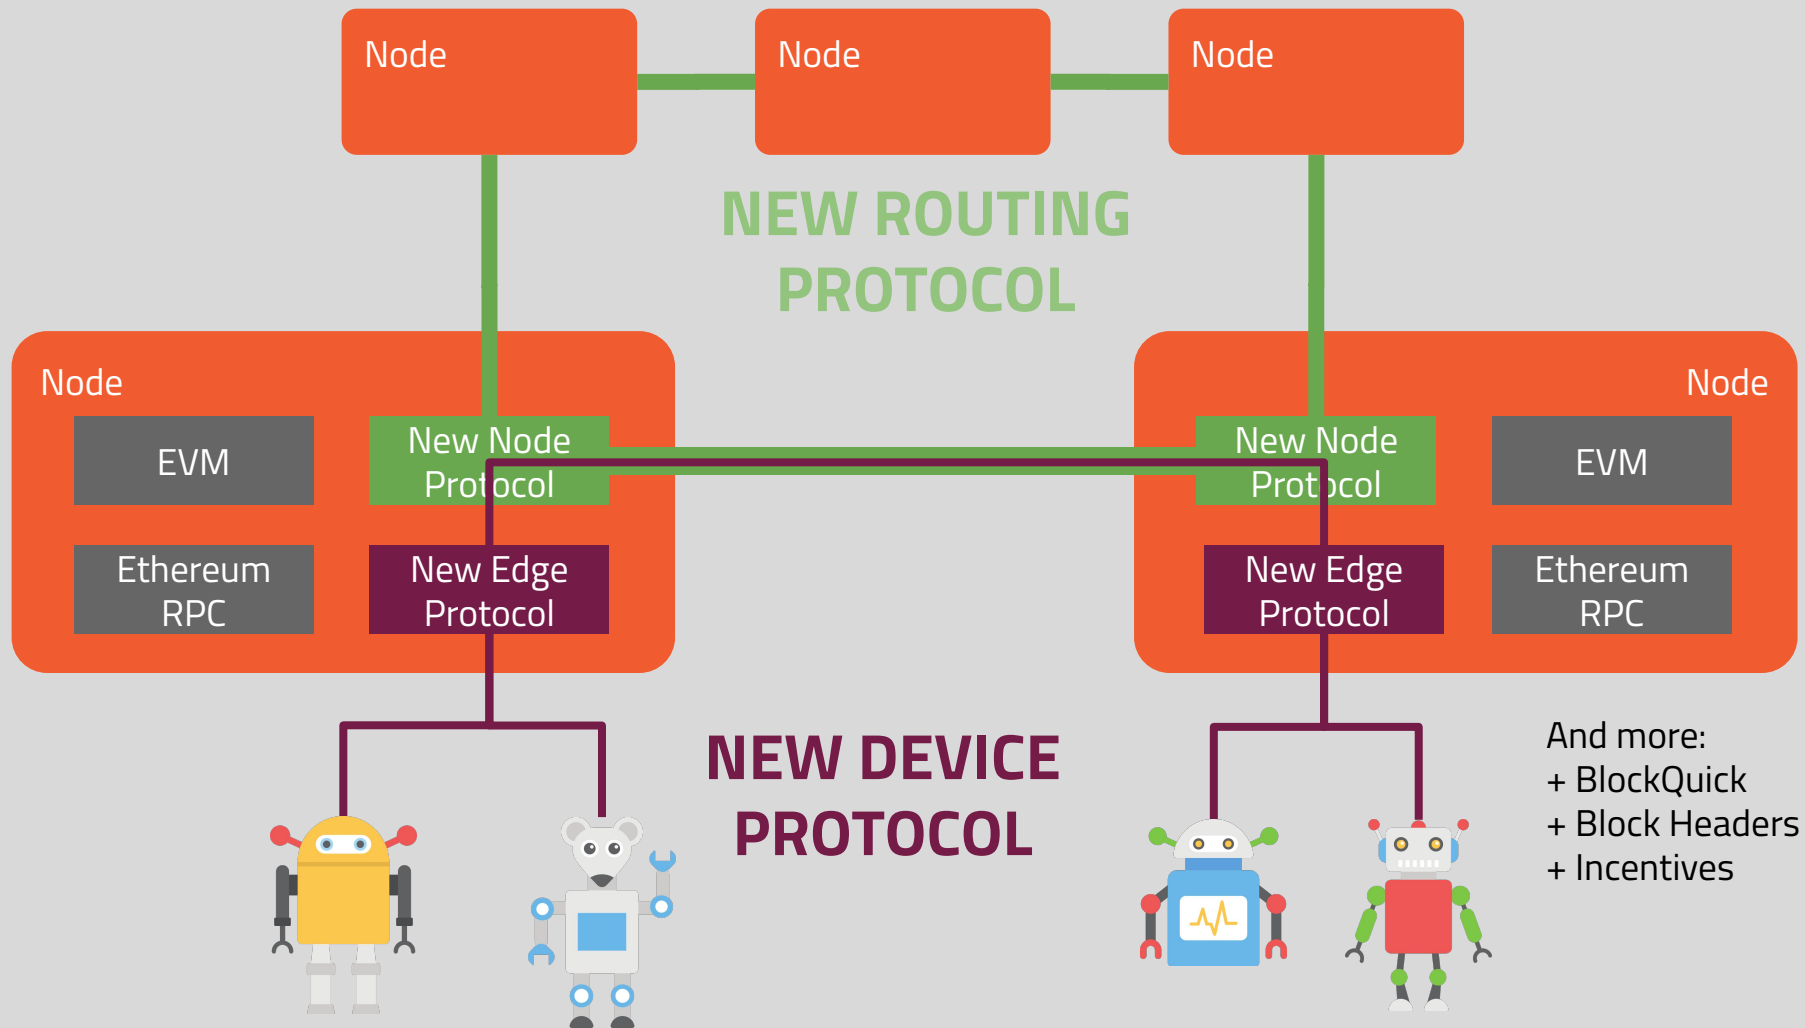 Node
Node
Node
NEW ROUTING
PROTOCOL
Node
EVM
New Node
Protocol
Ethereum
RPC
New Edge
Protocol
Node
New Node
Protocol
EVM
New Edge
Protocol
Ethereum
RPC
NEW DEVICE
PROTOCOL
And more:
+ BlockQuick
+ Block Headers
+ Incentives